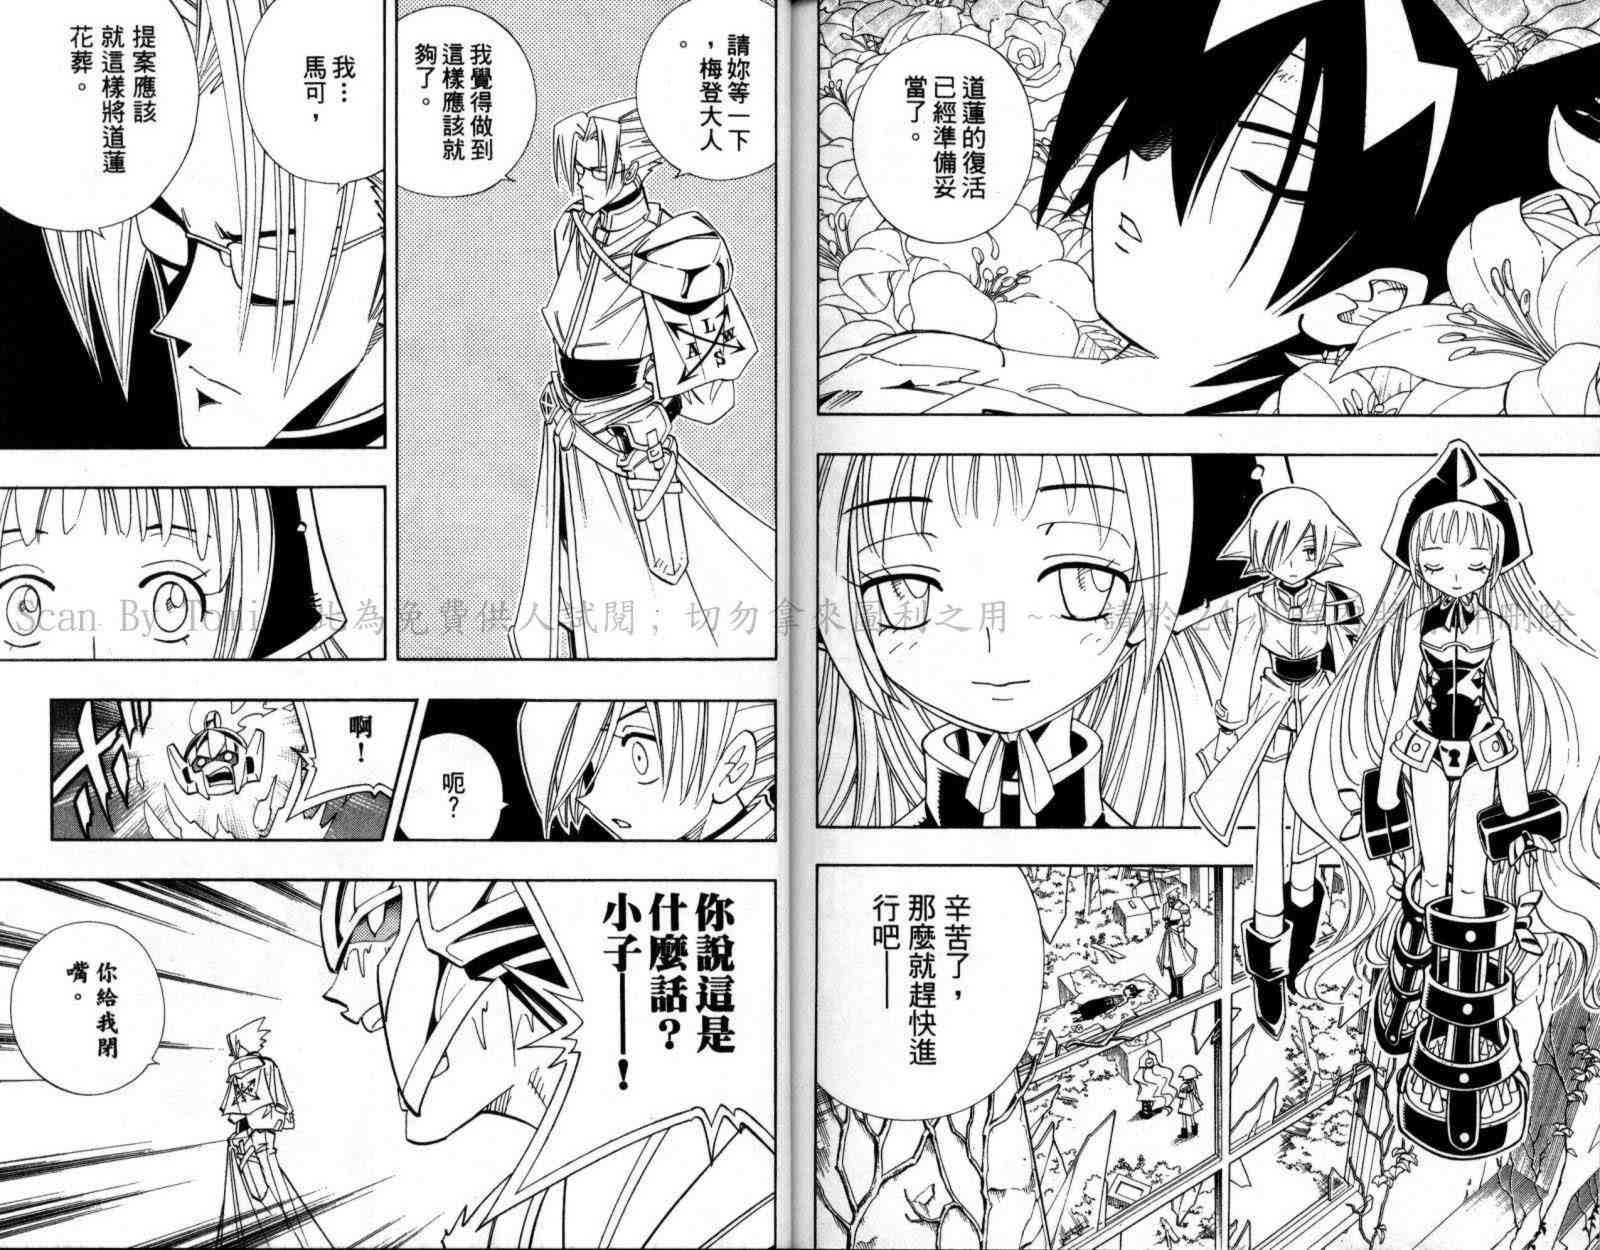 道蓮的復活
已經準備妥
當了。
辛苦了，
那麼就趕快進
行吧——
請妳等一下
，梅登大人
。
我覺得做到
這樣應該就
夠了。
L
W
A
S
我…
馬可，
提案應該
就這樣將道蓮
花葬。
呃？
啊！
你說這是
什麼話？
小子——！
你給我閉
嘴。
Scan By Toni
此為免費供人試閱；切勿拿來圖利之用～